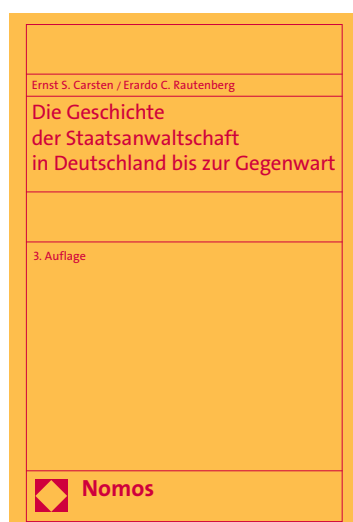 Ernst S. Carsten / Erardo C. Rautenberg
Die Geschichte
der Staatsanwaltschaft
in Deutschland bis zur Gegenwart
3. Auflage
Nomos